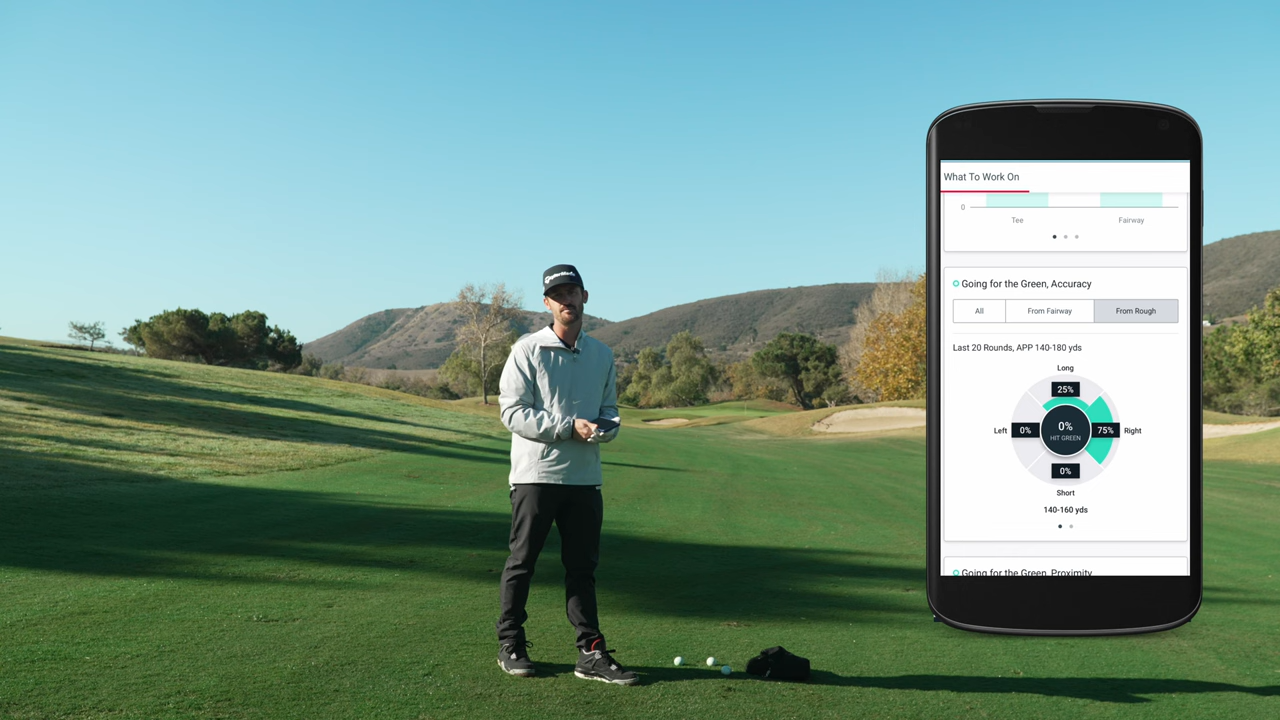 TaylorMade
What To Work On
0
Tee
Fairway
Going for the Green, Accuracy
All
From Fairway
From Rough
Last 20 Rounds, APP 140-180 yds
Long
25%
Left
0%
0%
HIT GREEN
75%
Right
0%
Short
140-160 yds
Going for the Green, Proximity